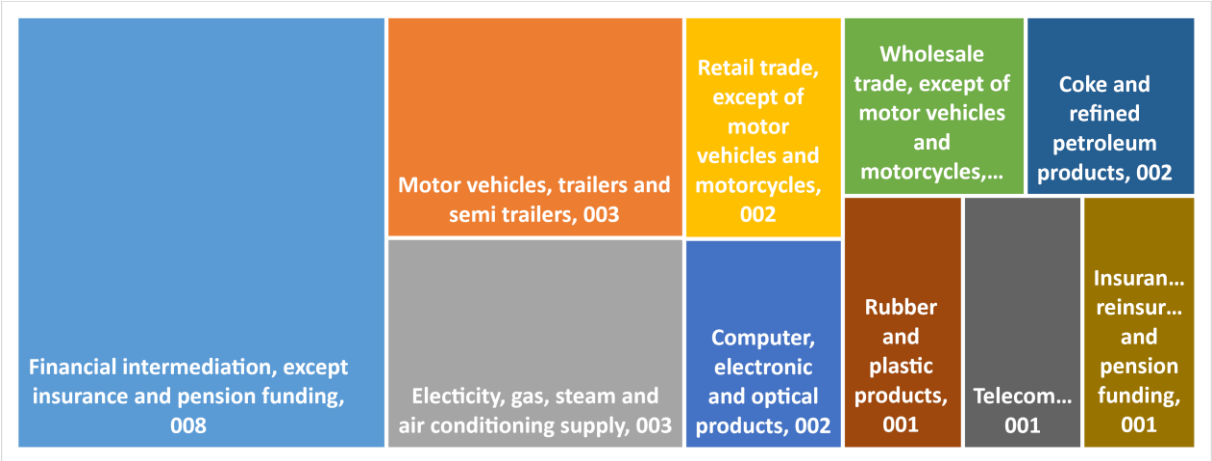 Financial intermediation, except
insurance and pension funding,
008
Motor vehicles, trailers and
semi trailers, 003
Electicity, gas, steam and
air conditioning supply, 003
Retail trade,
except of
motor
vehicles and
motorcycles,
002
Computer,
electronic
and optical
products, 002
Wholesale
trade, except of
motor vehicles
and
motorcycles,…
Coke and
refined
petroleum
products, 002
Rubber
and
plastic
products,
001
Telecom…
001
Insuran…
reinsur…
and
pension
funding,
001